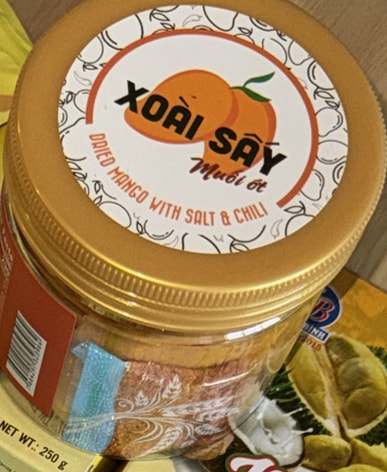 XOÀI SẤY
Muối ớt
DRIED MANGO WITH SALT & CHILI
NET WT.: 250 g